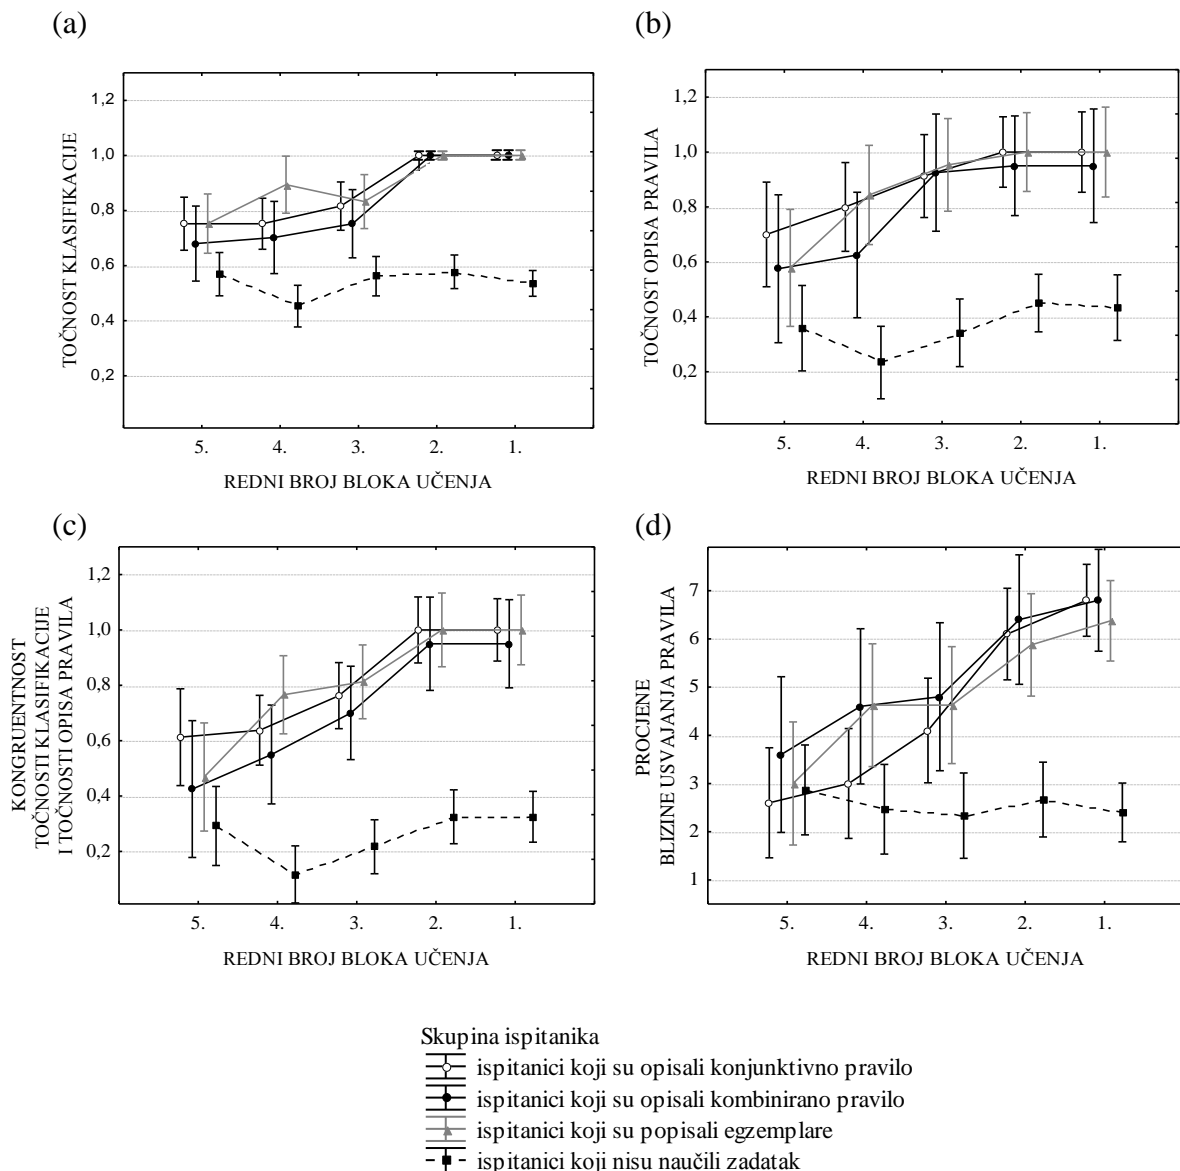 (a)
1,2
1,0
0,8
0,6
0,4
0,2
TOČNOST KLASIFIKACIJE
5. 4. 3. 2. 1.
REDNI BROJ BLOKA UČENJA
(b)
1,2
1,0
0,8
0,6
0,4
0,2
TOČNOST OPISA PRAVILA
5. 4. 3. 2. 1.
REDNI BROJ BLOKA UČENJA
(c)
1,2
1,0
0,8
0,6
0,4
0,2
KONGRUENTNOST
TOČNOSTI KLASIFIKACIJE
I TOČNOSTI OPISA PRAVILA
5. 4. 3. 2. 1.
REDNI BROJ BLOKA UČENJA
(d)
7
6
5
4
3
2
1
PROCJENE
BLIZINE USVAJANJA PRAVILA
5. 4. 3. 2. 1.
REDNI BROJ BLOKA UČENJA
Skupina ispitanika
ispitanici koji su opisali konjunktivno pravilo
ispitanici koji su opisali kombinirano pravilo
ispitanici koji su popisali egzemplare
ispitanici koji nisu naučili zadatak